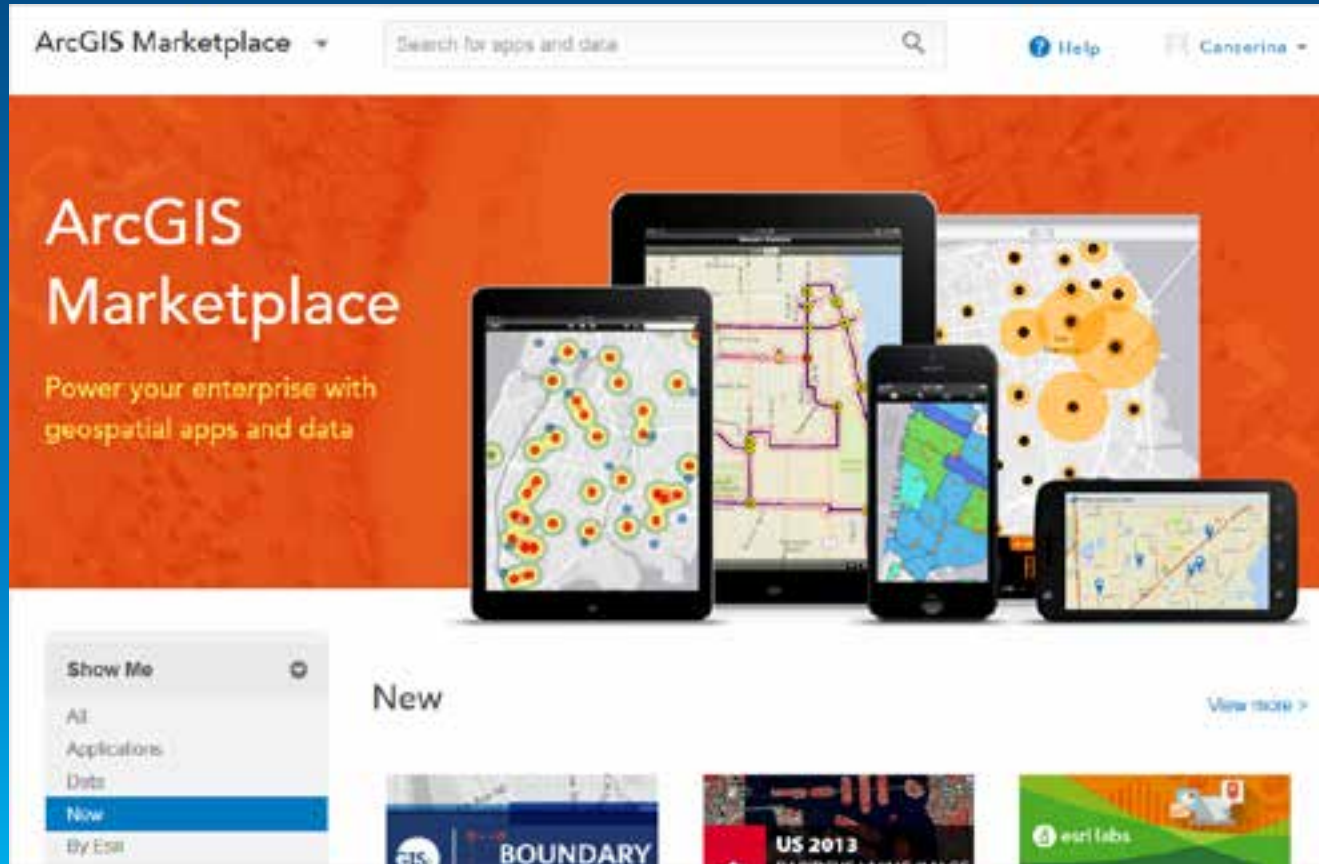 ArcGIS Marketplace
Search for apps and data
Help
Canserina
ArcGIS
Marketplace
Power your enterprise with
geospatial apps and data
Show Me
All
Applications
Data
New
By Esri
New
View more >
GIS
BOUNDARY
US 2013
esri labs